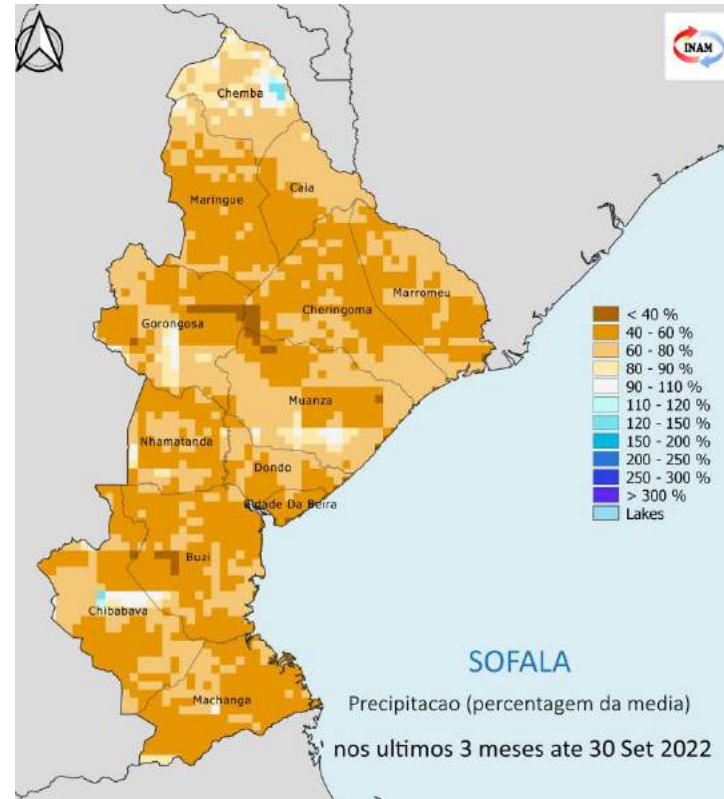 INAM
Chemba
Caia
Maringue
Marromeu
Cheringoma
Gorongosa
< 40 %
40 - 60 %
60 - 80 %
80 - 90 %
90 - 110 %
110 - 120 %
120 - 150 %
150 - 200 %
200 - 250 %
250 - 300 %
> 300 %
Lakes
Muanza
Nhamatanda
Dondo
Cidade Da Beira
Buzi
Chibabava
Machanga
SOFALA
Precipitacao (percentagem da media)
nos ultimos 3 meses ate 30 Set 2022